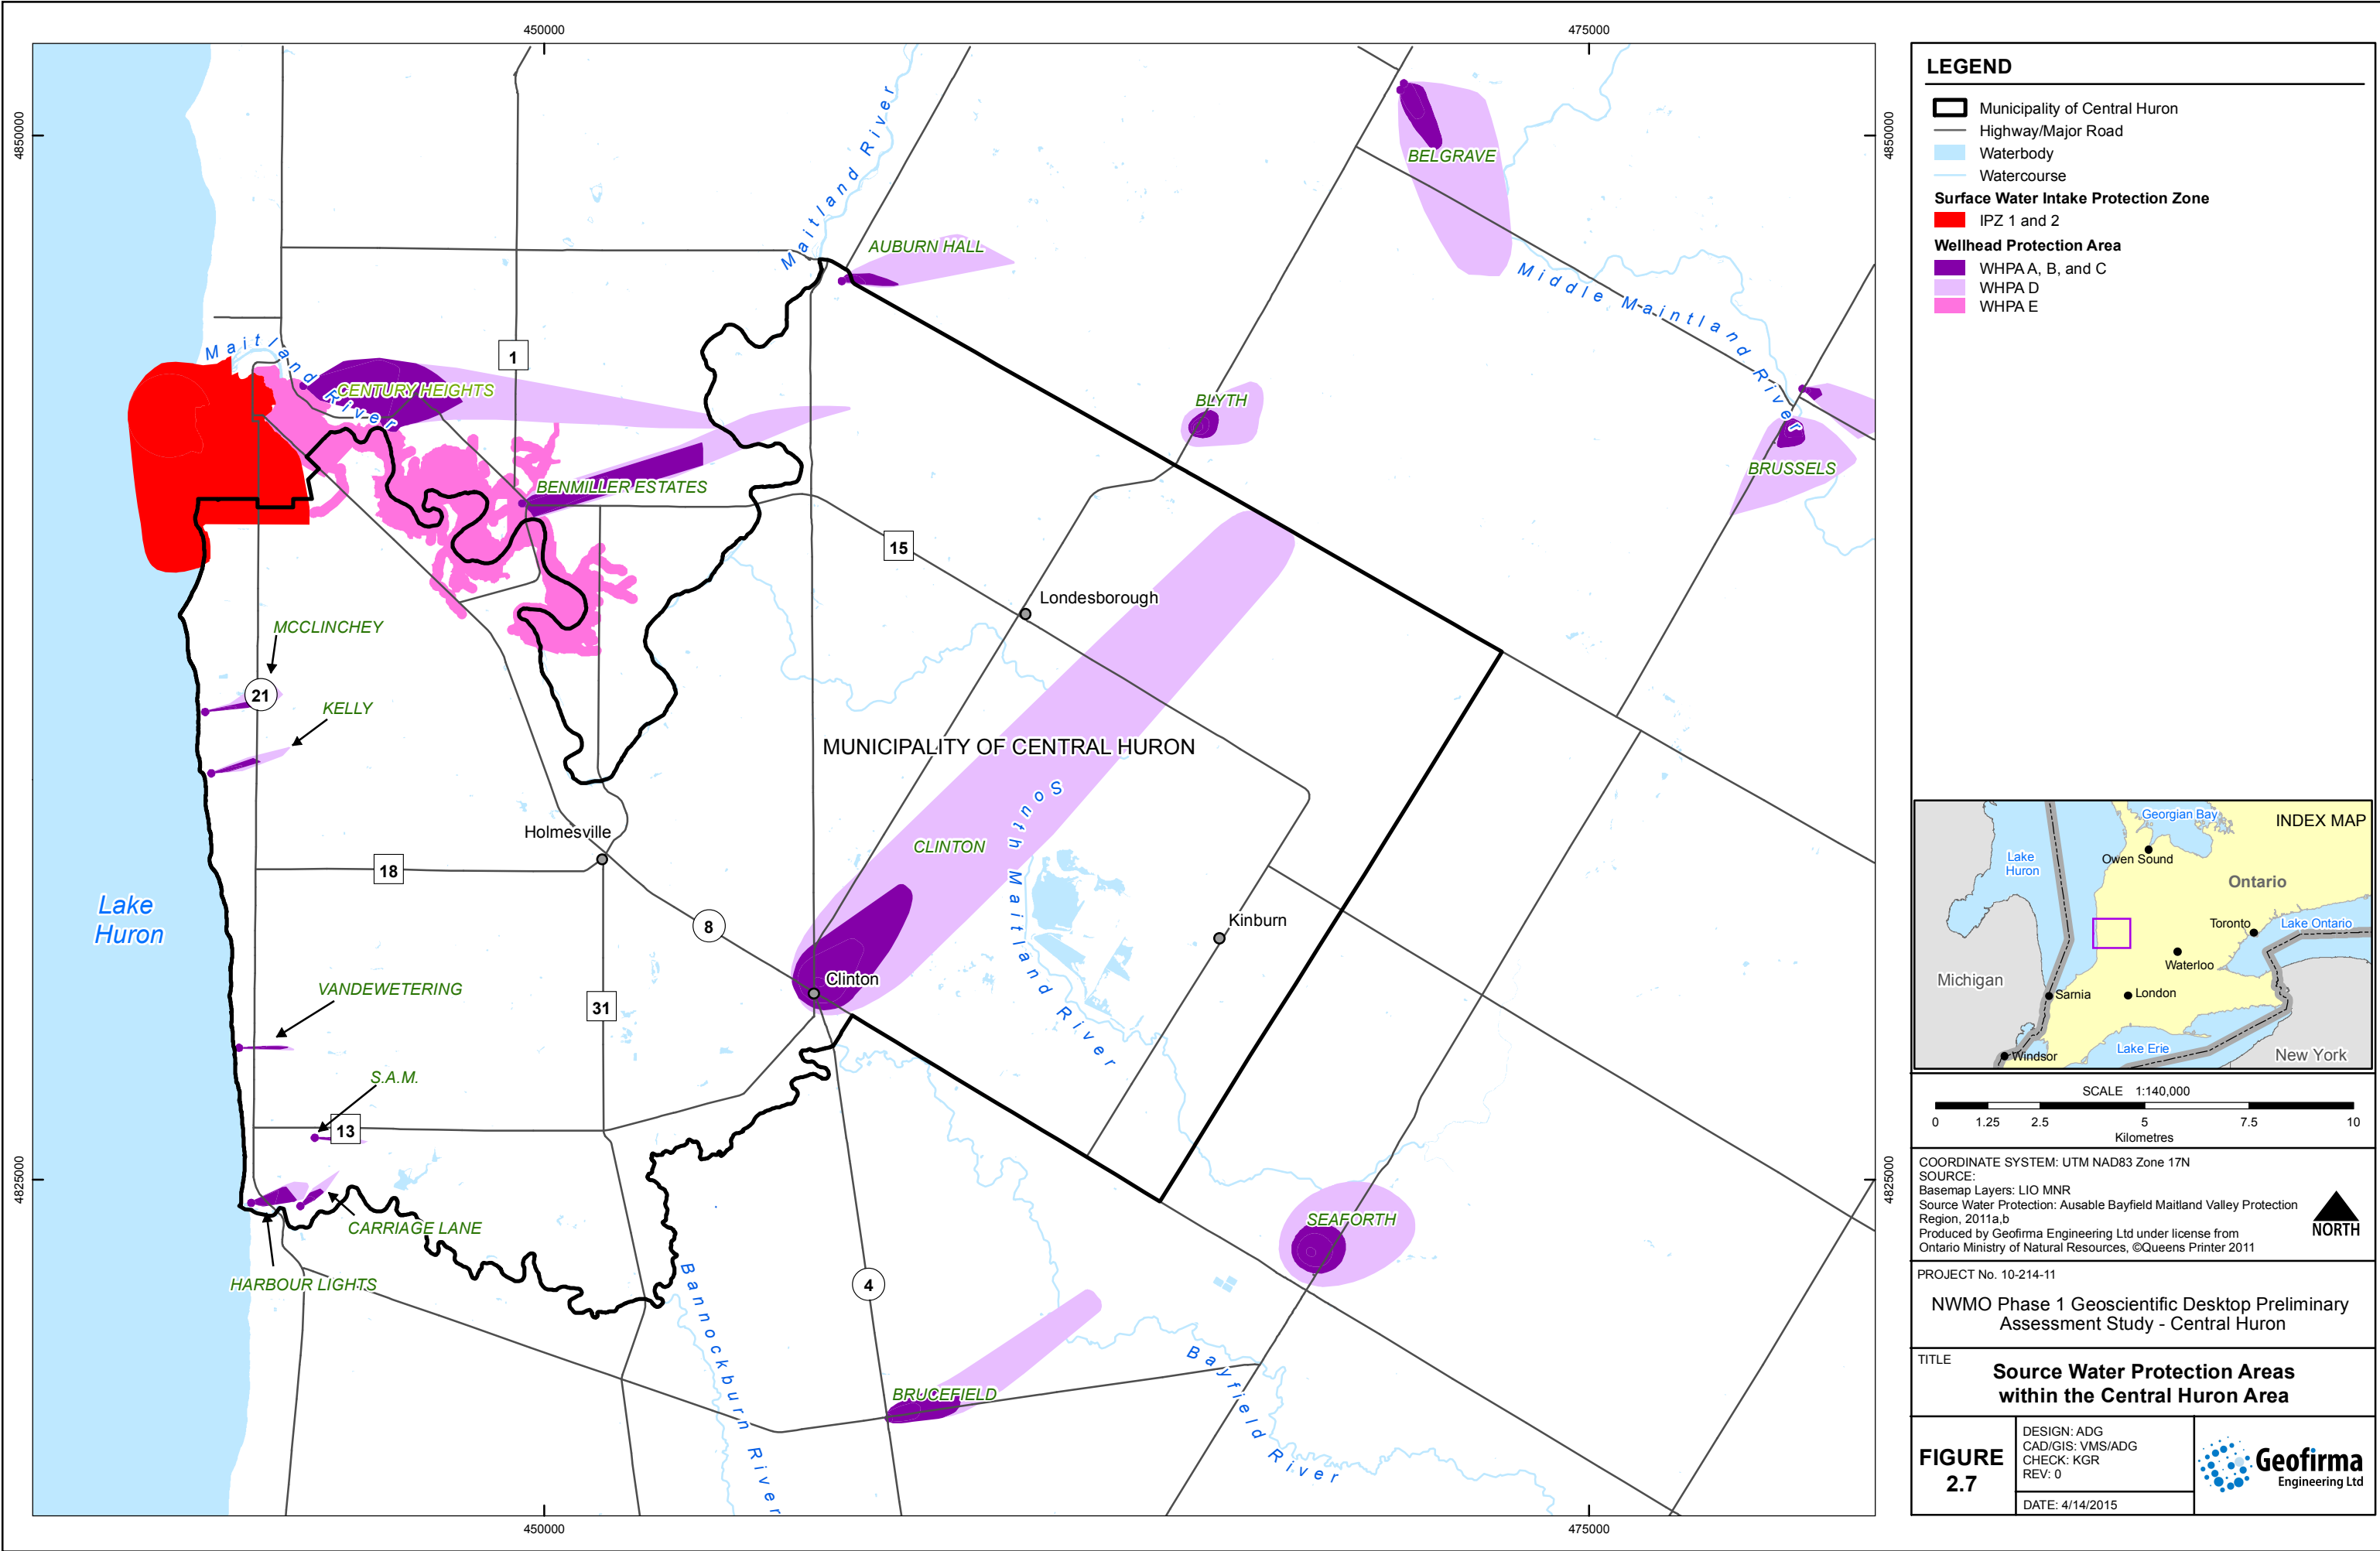 450000
475000
4850000
4850000
Maitland River
BELGRAVE
AUBURN HALL
Middle Maintland River
Maitland River
1
CENTURY HEIGHTS
BLYTH
BRUSSELS
BENMILLER ESTATES
15
Londesborough
MCCLINCHEY
21
KELLY
MUNICIPALITY OF CENTRAL HURON
South Maitland River
Holmesville
CLINTON
18
Lake
Huron
8
Kinburn
Clinton
VANDEWETERING
31
S.A.M.
13
4825000
4825000
CARRIAGE LANE
SEAFORTH
HARBOUR LIGHTS
4
Bannockburn River
Bayfield River
BRUCEFIELD
450000
475000
LEGEND
Municipality of Central Huron
Highway/Major Road
Waterbody
Watercourse
Surface Water Intake Protection Zone
IPZ 1 and 2
Wellhead Protection Area
WHPA A, B, and C
WHPA D
WHPA E
INDEX MAP
Georgian Bay
Lake
Huron
Owen Sound
Ontario
Toronto
Lake Ontario
Waterloo
Michigan
Sarnia
London
Windsor
Lake Erie
New York
SCALE 1:140,000
0 1.25 2.5 5 7.5 10
Kilometres
COORDINATE SYSTEM: UTM NAD83 Zone 17N
SOURCE:
Basemap Layers: LIO MNR
Source Water Protection: Ausable Bayfield Maitland Valley Protection
Region, 2011a,b
Produced by Geofirma Engineering Ltd under license from
Ontario Ministry of Natural Resources, ©Queens Printer 2011
NORTH
PROJECT No. 10-214-11
NWMO Phase 1 Geoscientific Desktop Preliminary
Assessment Study - Central Huron
TITLE
Source Water Protection Areas
within the Central Huron Area
FIGURE
2.7
DESIGN: ADG
CAD/GIS: VMS/ADG
CHECK: KGR
REV: 0
DATE: 4/14/2015
Geofirma
Engineering Ltd